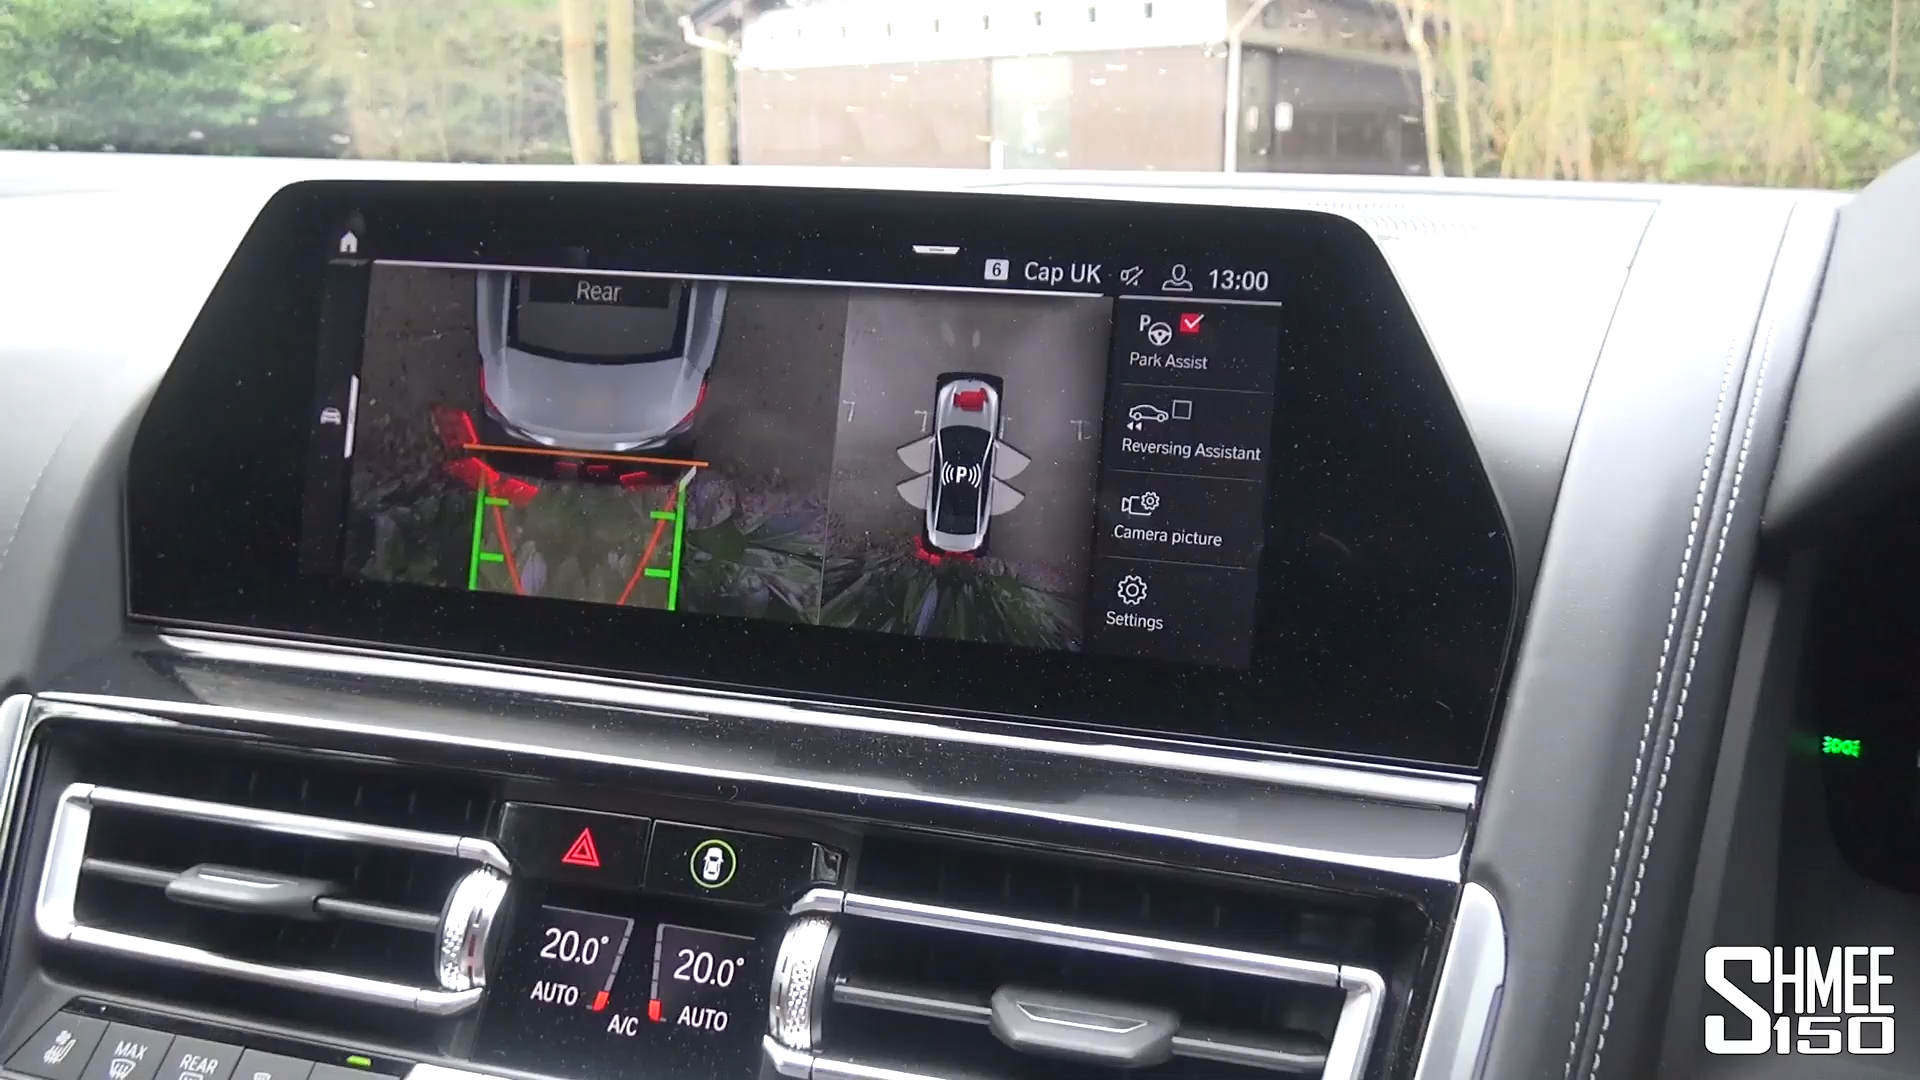 6 Cap UK 13:00
Rear
P
Park Assist
Reversing Assistant
Camera picture
Settings
P
20.0° 20.0°
AUTO A/C AUTO
MAX
REAR
SHMEE
150